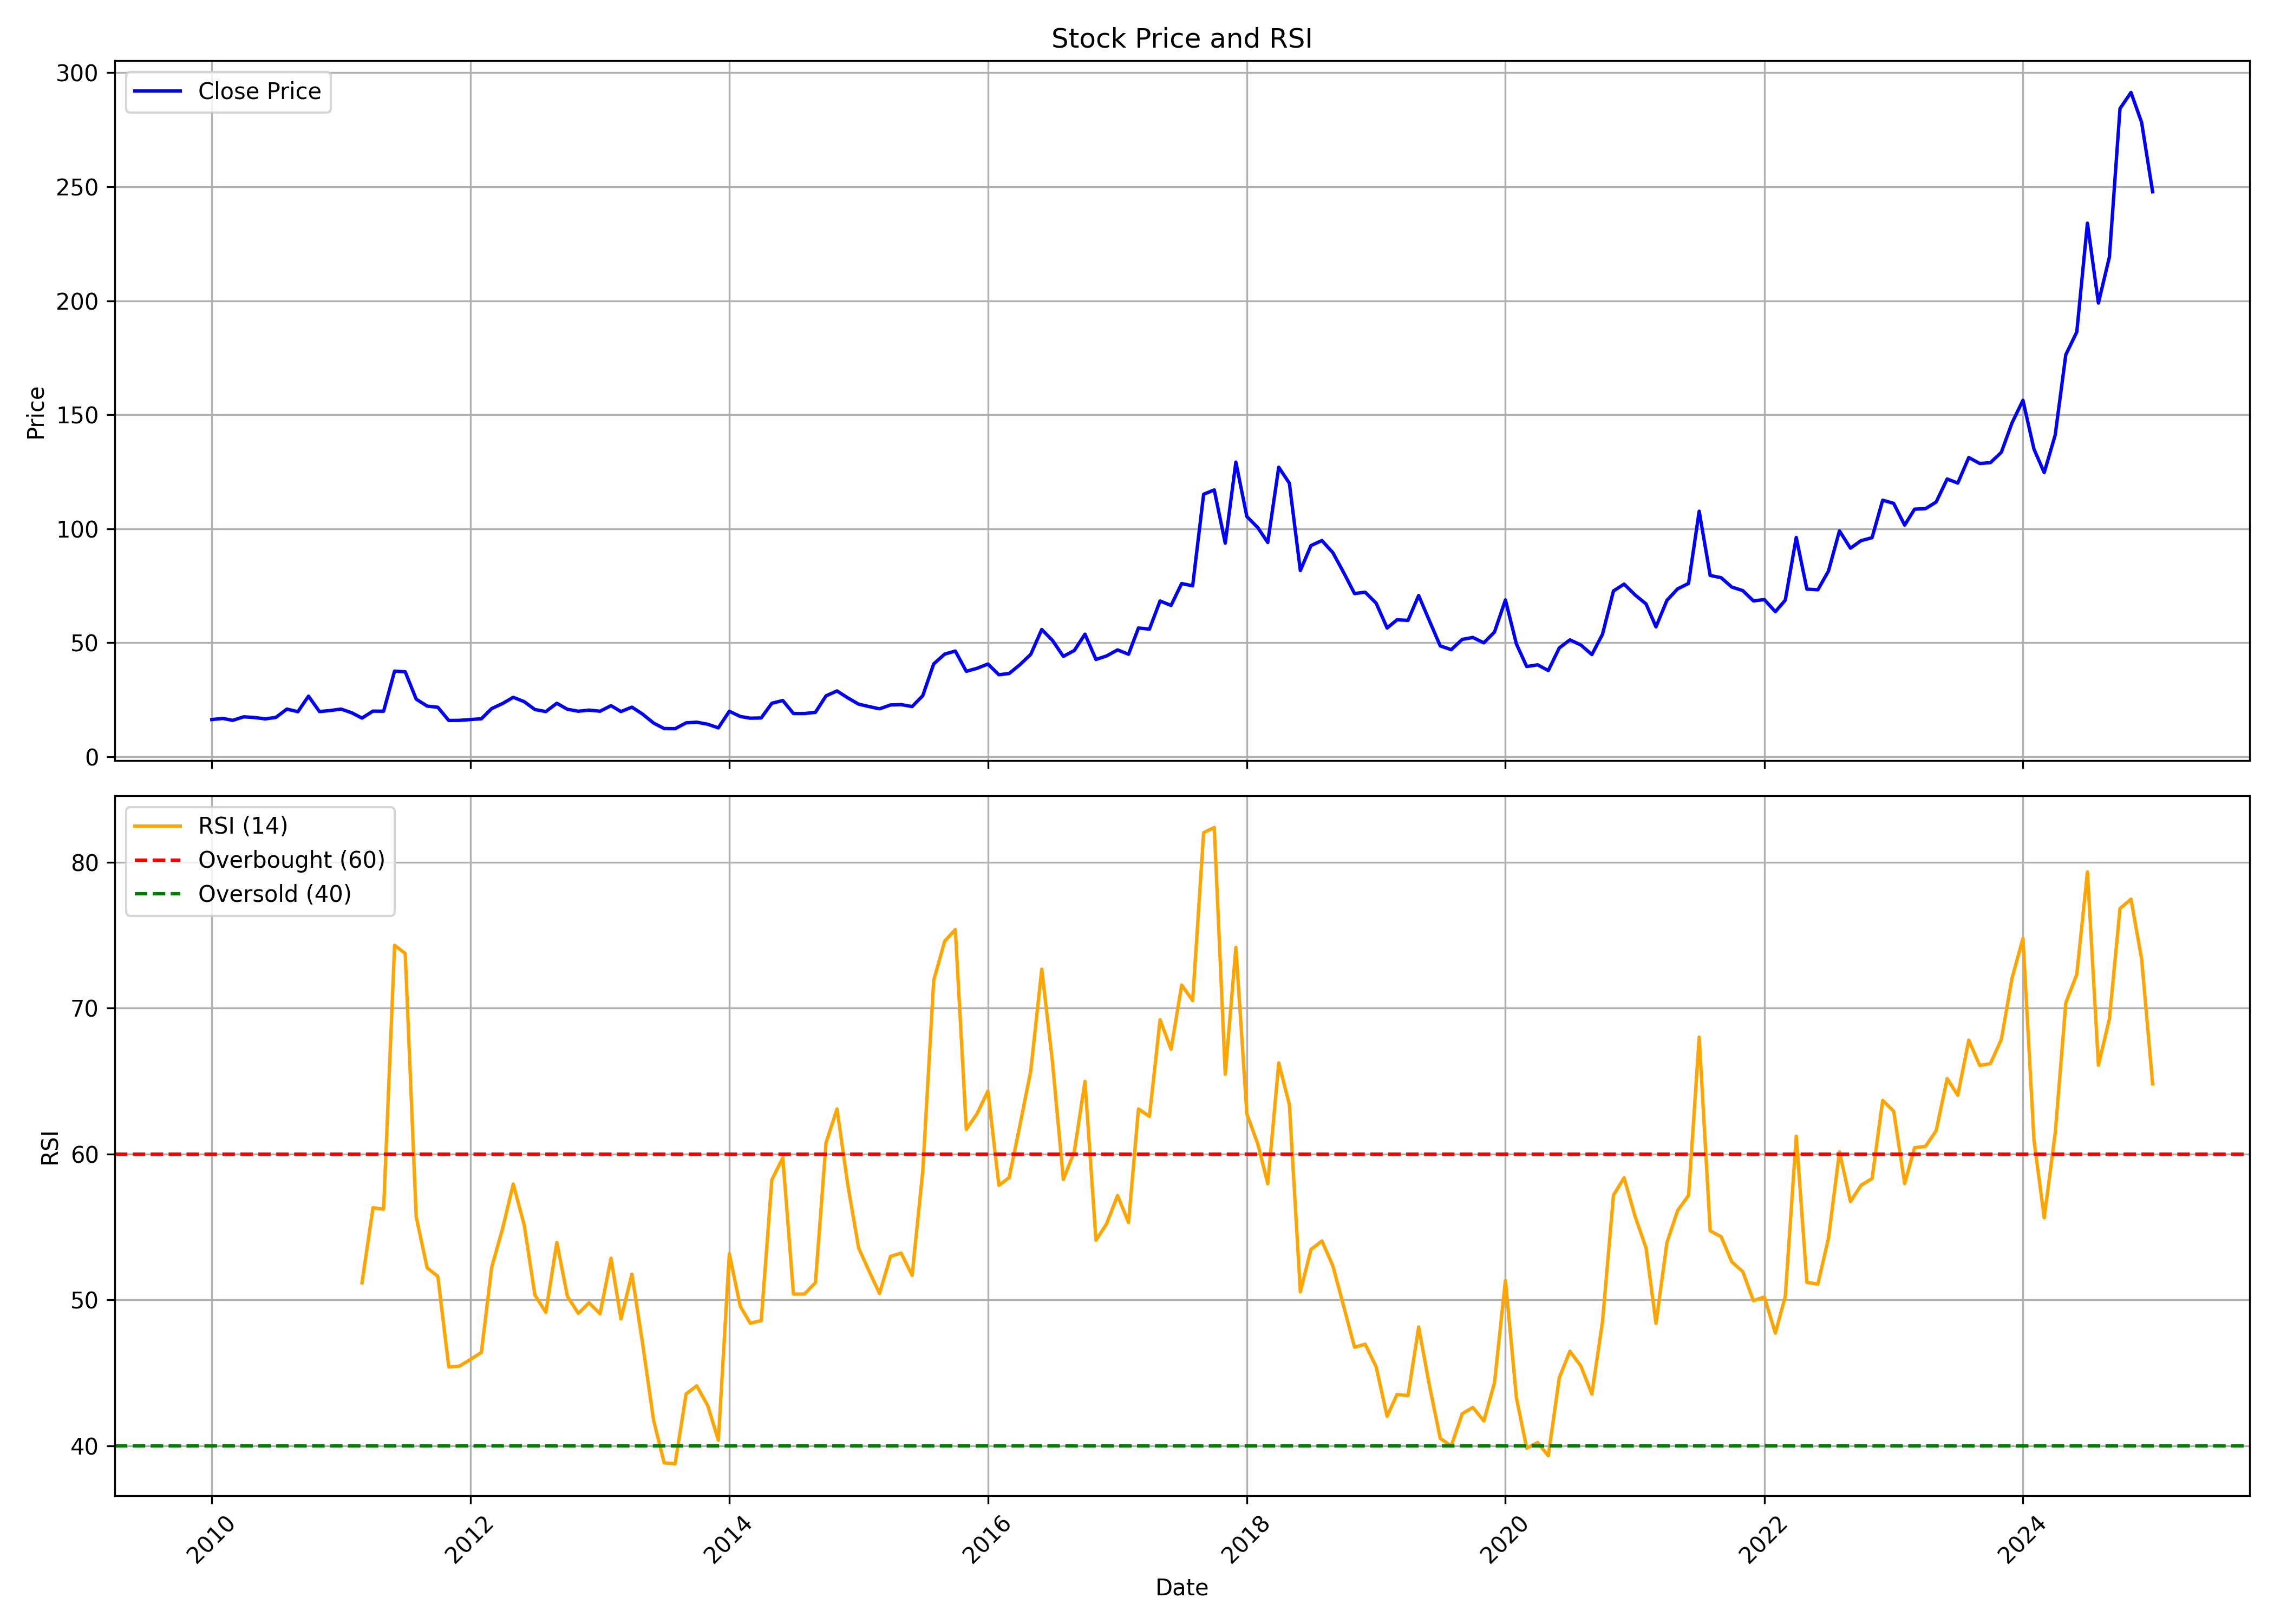 Stock Price and RSI
Close Price
300
250
200
150
100
50
0
Price
RSI (14)
Overbought (60)
Oversold (40)
80
70
60
50
40
RSI
2010
2012
2014
2016
2018
2020
2022
2024
Date